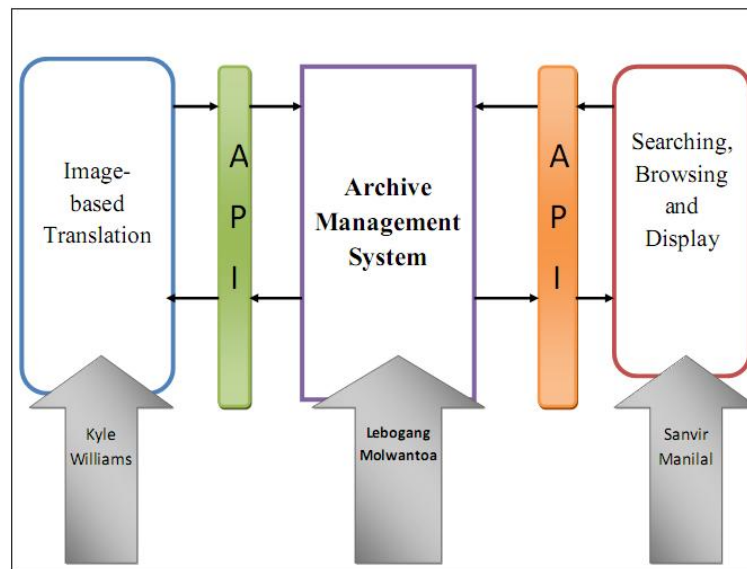 Image-
based
Translation
A
P
I
Archive
Management
System
A
P
I
Searching,
Browsing
and
Display
Kyle
Williams
Lebogang
Molwantoa
Sanvir
Manilal